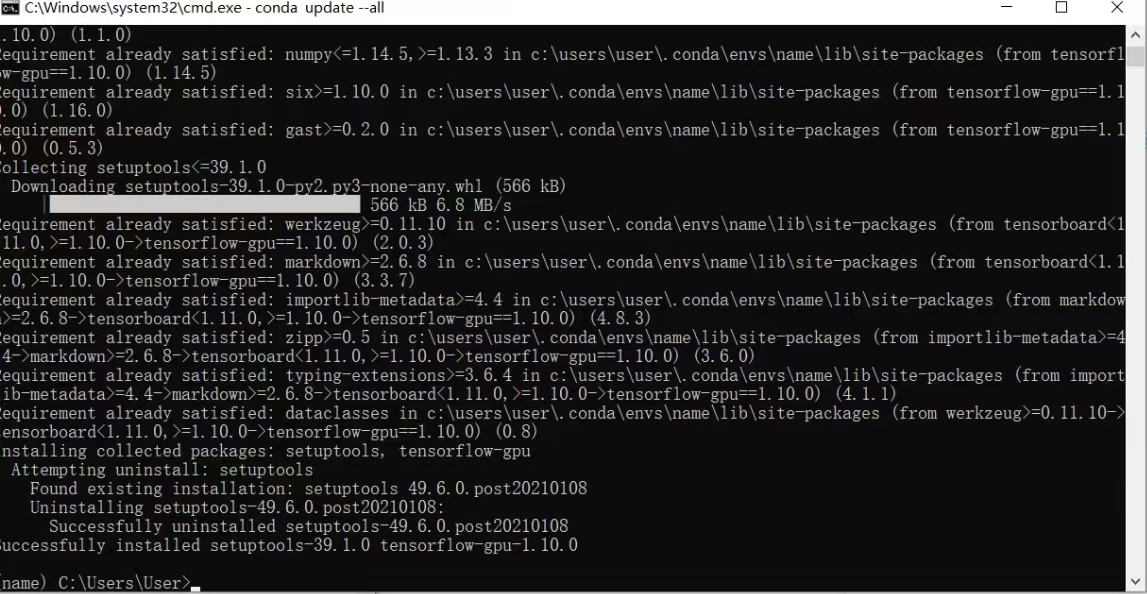 C:\Windows\system32\cmd.exe - conda update --all
.10.0) (1.1.0)
equirement already satisfied: numpy<=1.14.5,>=1.13.3 in c:\users\user\.conda\envs\name\lib\site-packages (from tensorfl
w-gpu==1.10.0) (1.14.5)
equirement already satisfied: six>=1.10.0 in c:\users\user\.conda\envs\name\lib\site-packages (from tensorflow-gpu==1.1
.0) (1.16.0)
equirement already satisfied: gast>=0.2.0 in c:\users\user\.conda\envs\name\lib\site-packages (from tensorflow-gpu==1.1
.0) (0.5.3)
ollecting setuptools<=39.1.0
Downloading setuptools-39.1.0-py2.py3-none-any.whl (566 kB)
566 kB 6.8 MB/s
equirement already satisfied: werkzeug>=0.11.10 in c:\users\user\.conda\envs\name\lib\site-packages (from tensorboard<1
11.0,>=1.10.0->tensorflow-gpu==1.10.0) (2.0.3)
equirement already satisfied: markdown>=2.6.8 in c:\users\user\.conda\envs\name\lib\site-packages (from tensorboard<1.1
.0,>=1.10.0->tensorflow-gpu==1.10.0) (3.3.7)
equirement already satisfied: importlib-metadata>=4.4 in c:\users\user\.conda\envs\name\lib\site-packages (from markdow
>=2.6.8->tensorboard<1.11.0,>=1.10.0->tensorflow-gpu==1.10.0) (4.8.3)
equirement already satisfied: zipp>=0.5 in c:\users\user\.conda\envs\name\lib\site-packages (from importlib-metadata>=4
4->markdown>=2.6.8->tensorboard<1.11.0,>=1.10.0->tensorflow-gpu==1.10.0) (3.6.0)
equirement already satisfied: typing-extensions>=3.6.4 in c:\users\user\.conda\envs\name\lib\site-packages (from import
ib-metadata>=4.4->markdown>=2.6.8->tensorboard<1.11.0,>=1.10.0->tensorflow-gpu==1.10.0) (4.1.1)
equirement already satisfied: dataclasses in c:\users\user\.conda\envs\name\lib\site-packages (from werkzeug>=0.11.10->
ensorboard<1.11.0,>=1.10.0->tensorflow-gpu==1.10.0) (0.8)
nstalling collected packages: setuptools, tensorflow-gpu
Attempting uninstall: setuptools
Found existing installation: setuptools 49.6.0.post20210108
Uninstalling setuptools-49.6.0.post20210108:
Successfully uninstalled setuptools-49.6.0.post20210108
uccessfully installed setuptools-39.1.0 tensorflow-gpu-1.10.0
name) C:\Users\User>